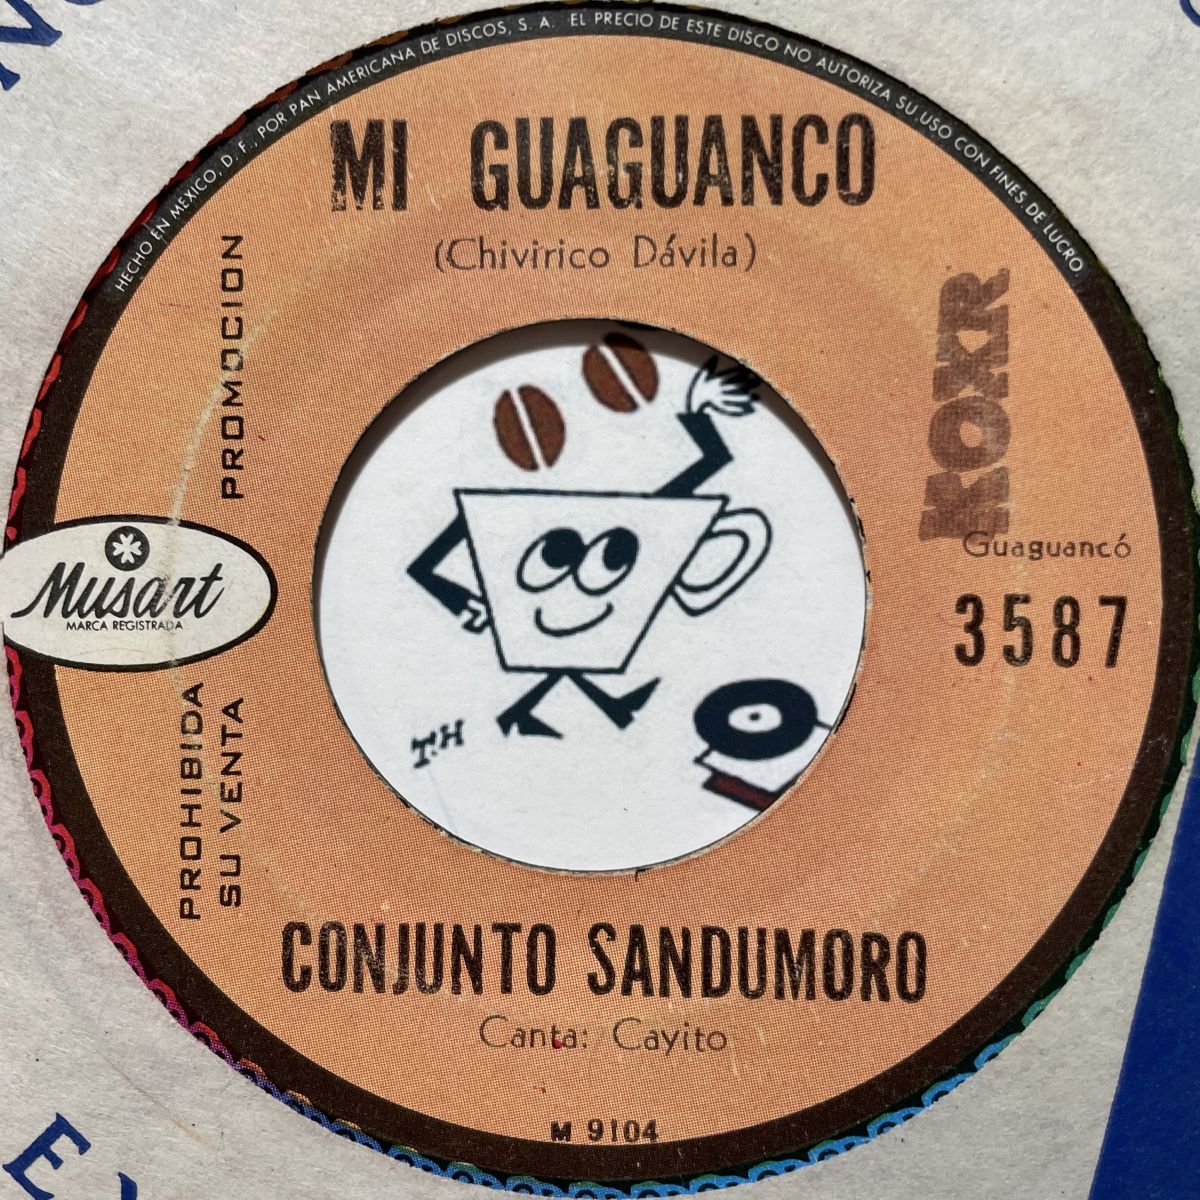 HECHO EN MEXICO, D. F., POR PAN AMERICANA DE DISCOS, S. A. EL PRECIO DE ESTE DISCO NO AUTORIZA SU USO CON FINES DE LUCRO.
MI GUAGUANCO
(Chivirico Dávila)
PROMOCION
KOXR
Guaguancó
3587
Musart
MARCA REGISTRADA
PROHIBIDA
SU VENTA
T.H
CONJUNTO SANDUMORO
Canta: Cayito
M 9104